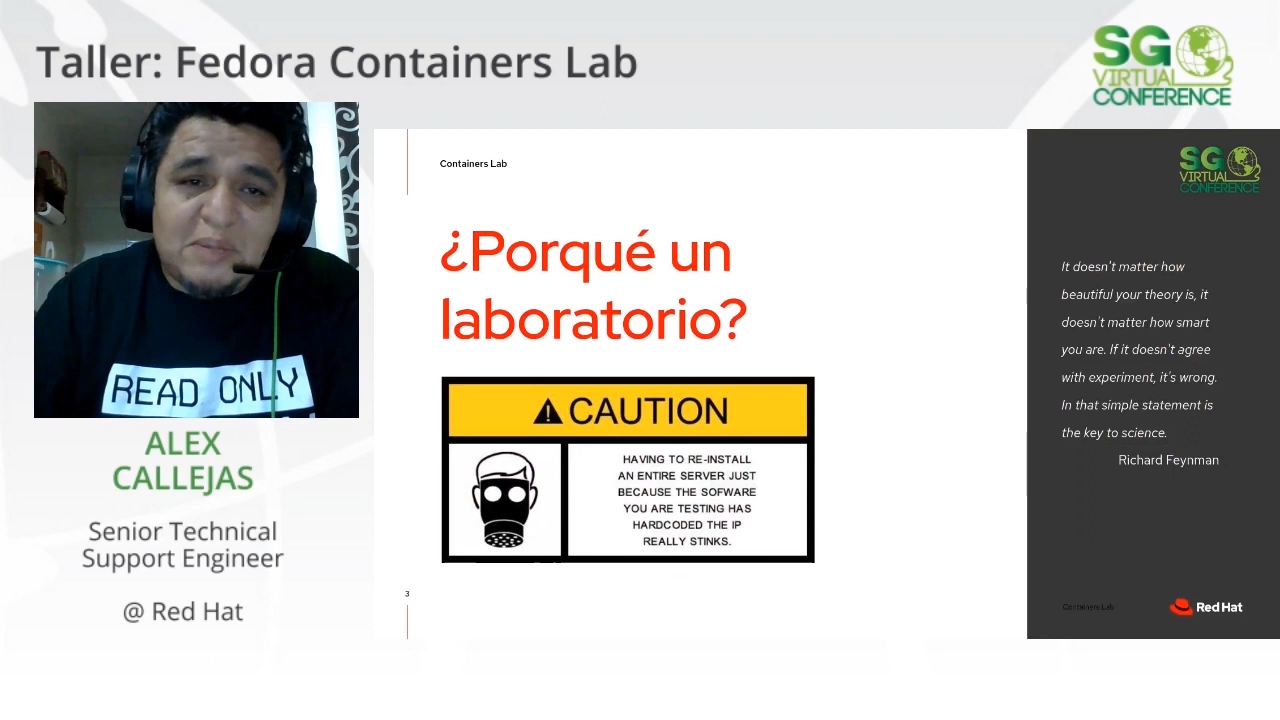 Taller: Fedora Containers Lab
SG
VIRTUAL
CONFERENCE
READ ONLY
ALEX
CALLEJAS
Senior Technical
Support Engineer
@ Red Hat
Containers Lab
¿Porqué un
laboratorio?
CAUTION
HAVING TO RE-INSTALL
AN ENTIRE SERVER JUST
BECAUSE THE SOFWARE
YOU ARE TESTING HAS
HARDCODED THE IP
REALLY STINKS.
3
SG
VIRTUAL
CONFERENCE
It doesn't matter how
beautiful your theory is, it
doesn't matter how smart
you are. If it doesn't agree
with experiment, it's wrong.
In that simple statement is
the key to science.
Richard Feynman
Containers Lab
Red Hat